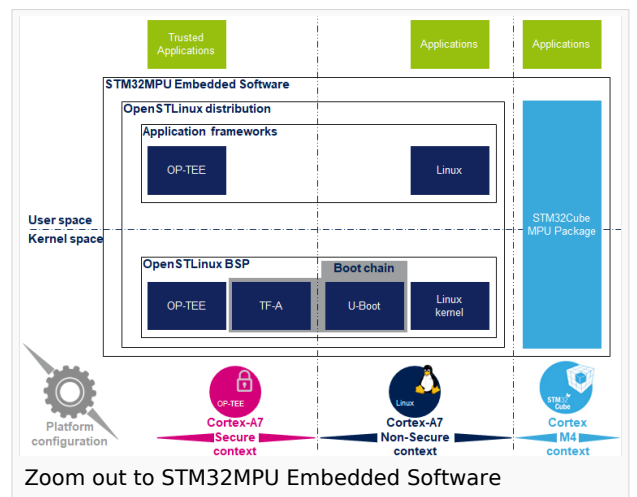 Trusted
Applications
Applications
Applications
STM32MPU Embedded Software
OpenSTLinux distribution
Application frameworks
OP-TEE
Linux
User space
Kernel space
STM32Cube
MPU Package
OpenSTLinux BSP
Boot chain
OP-TEE
TF-A
U-Boot
Linux
kernel
Platform
configuration
OP-TEE
Cortex-A7
Secure
context
Linux
Cortex-A7
Non-Secure
context
STM32
Cube
Cortex
M4
context
Zoom out to STM32MPU Embedded Software